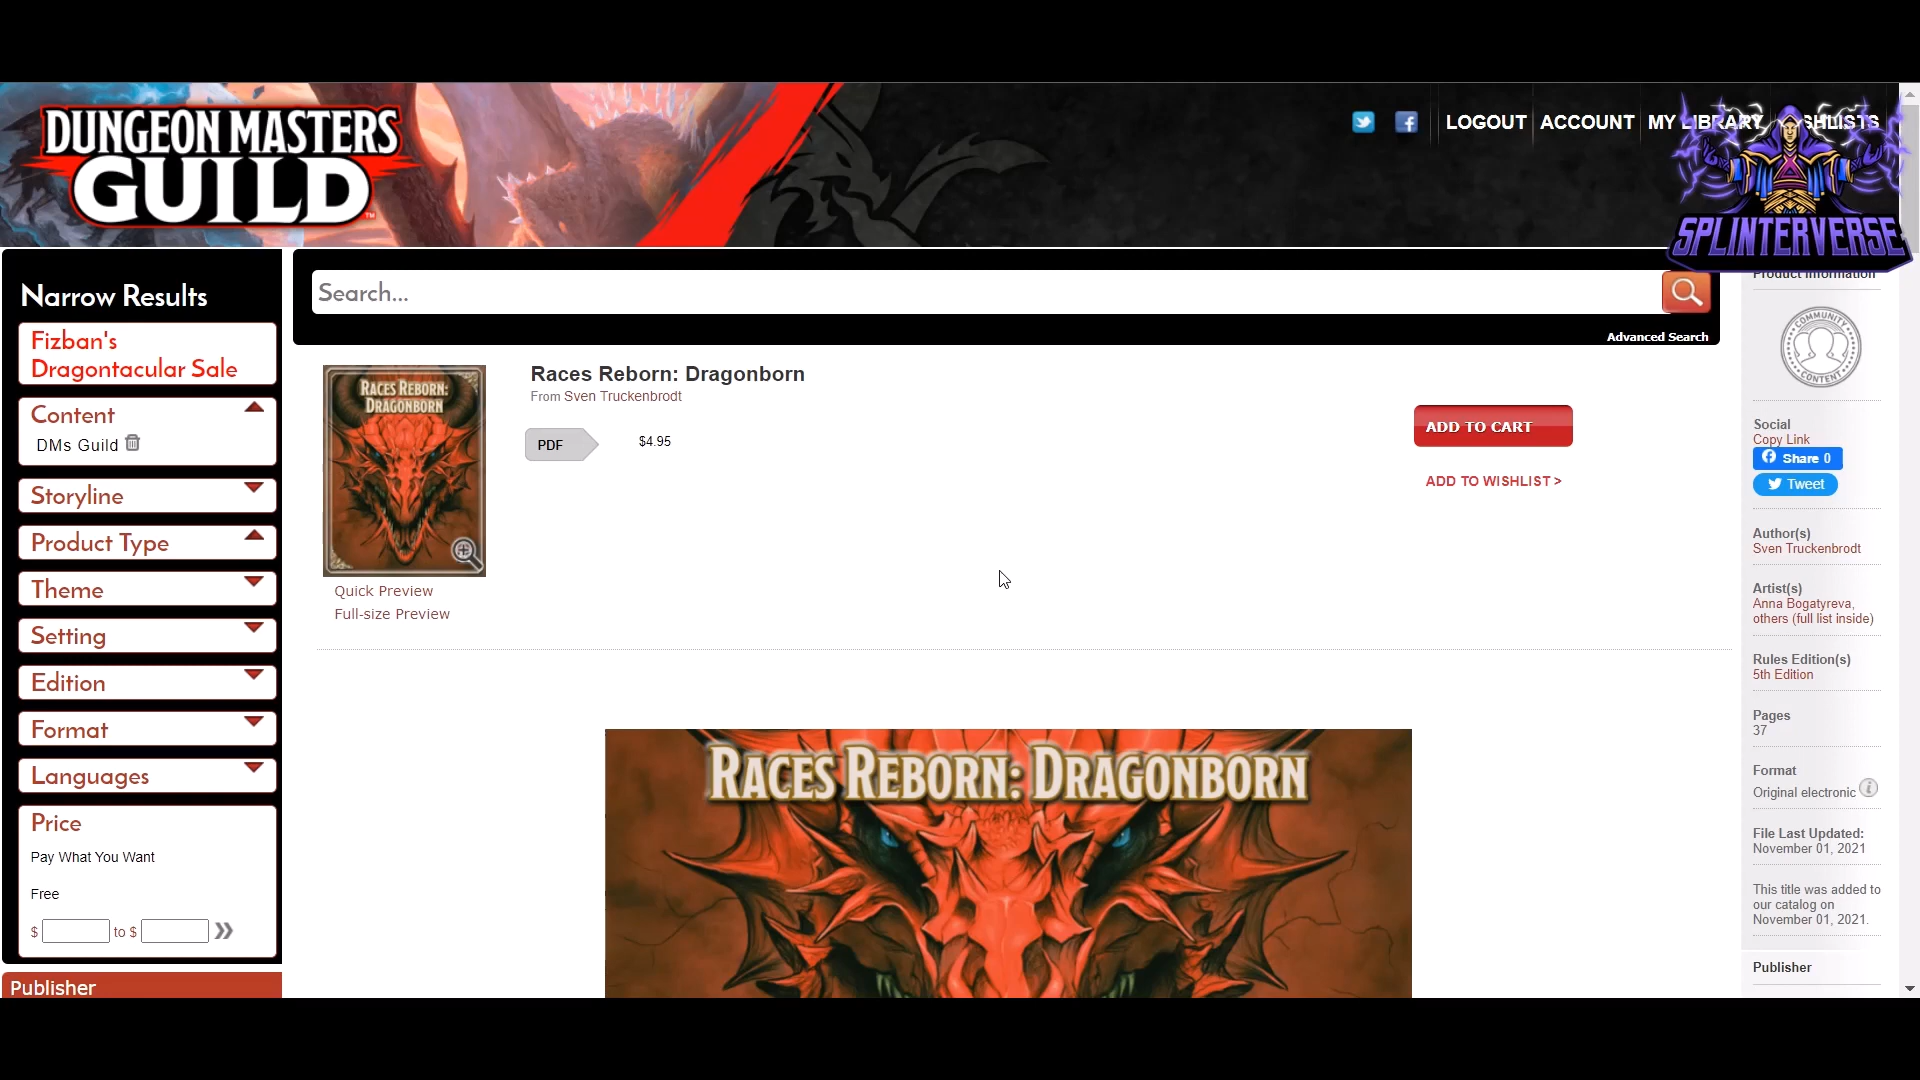 DUNGEON MASTERS
GUILD
TM
LOGOUT ACCOUNT MY LIBRARY
SPLINTERVERSE
Narrow Results
Fizban's
Dragontacular Sale
Content
DMs Guild
Storyline
Product Type
Theme
Setting
Edition
Format
Languages
Price
Pay What You Want
Free
$ to $
Publisher
Search...
Advanced Search
RACES REBORN:
DRAGONBORN
Quick Preview
Full-size Preview
Races Reborn: Dragonborn
From Sven Truckenbrodt
PDF
$4.95
ADD TO CART
ADD TO WISHLIST >
RACES REBORN: DRAGONBORN
Product Information
COMMUNITY
CONTENT
Social
Copy Link
Share 0
Tweet
Author(s)
Sven Truckenbrodt
Artist(s)
Anna Bogatyreva,
others (full list inside)
Rules Edition(s)
5th Edition
Pages
37
Format
Original electronic
File Last Updated:
November 01, 2021
This title was added to
our catalog on
November 01, 2021.
Publisher